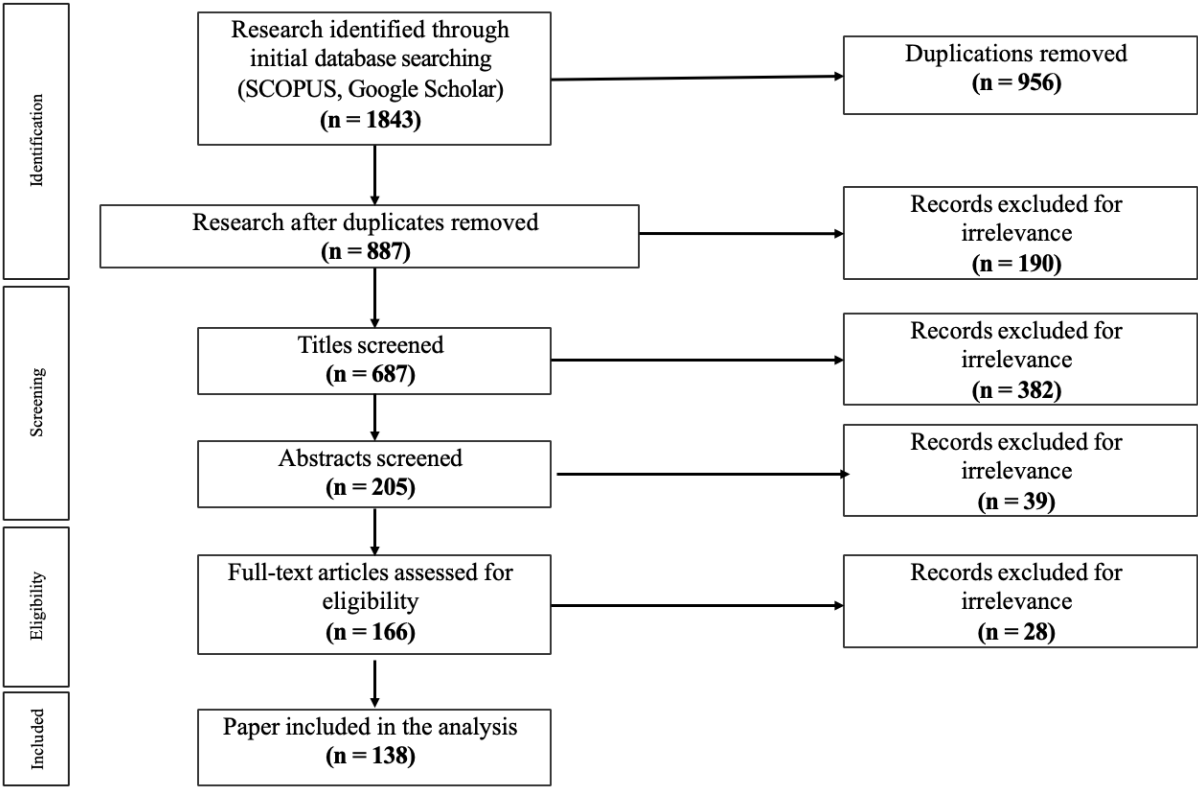 Identification
Research identified through
initial database searching
(SCOPUS, Google Scholar)
(n = 1843)
Duplications removed
(n = 956)
Research after duplicates removed
(n = 887)
Records excluded for
irrelevance
(n = 190)
Screening
Titles screened
(n = 687)
Records excluded for
irrelevance
(n = 382)
Abstracts screened
(n = 205)
Records excluded for
irrelevance
(n = 39)
Eligibility
Full-text articles assessed for
eligibility
(n = 166)
Records excluded for
irrelevance
(n = 28)
Included
Paper included in the analysis
(n = 138)